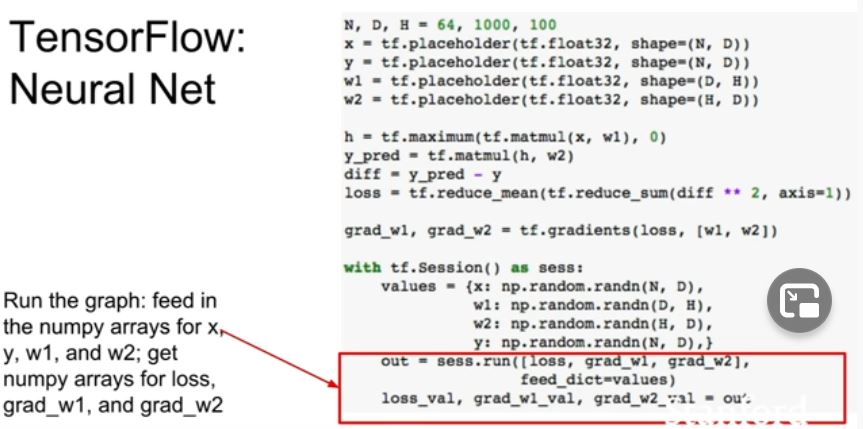 TensorFlow:
Neural Net
N, D, H = 64, 1000, 100
x = tf.placeholder(tf.float32, shape=(N, D))
y = tf.placeholder(tf.float32, shape=(N, D))
w1 = tf.placeholder(tf.float32, shape=(D, H))
w2 = tf.placeholder(tf.float32, shape=(H, D))
h = tf.maximum(tf.matmul(x, w1), 0)
y_pred = tf.matmul(h, w2)
diff = y_pred - y
loss = tf.reduce_mean(tf.reduce_sum(diff ** 2, axis=1))
grad_w1, grad_w2 = tf.gradients(loss, [w1, w2])
with tf.Session() as sess:
    values = {x: np.random.randn(N, D),
              w1: np.random.randn(D, H),
              w2: np.random.randn(H, D),
              y: np.random.randn(N, D),}
    out = sess.run([loss, grad_w1, grad_w2],
                   feed_dict=values)
    loss_val, grad_w1_val, grad_w2_val = out
Run the graph: feed in
the numpy arrays for x,
y, w1, and w2; get
numpy arrays for loss,
grad_w1, and grad_w2
Stanford